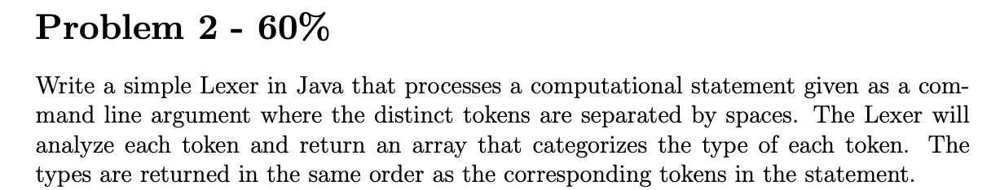 Problem 2 - 60%
Write a simple Lexer in Java that processes a computational statement given as a com-
mand line argument where the distinct tokens are separated by spaces. The Lexer will
analyze each token and return an array that categorizes the type of each token. The
types are returned in the same order as the corresponding tokens in the statement.